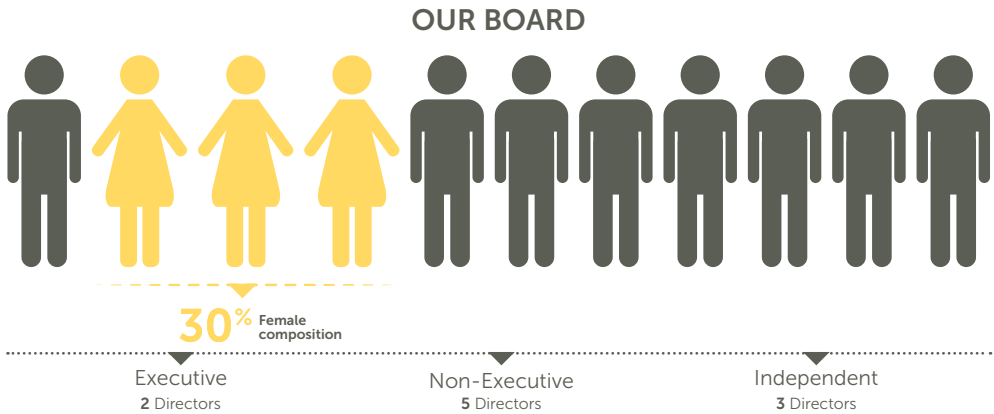 OUR BOARD
30% Female
composition
Executive
2 Directors
Non-Executive
5 Directors
Independent
3 Directors